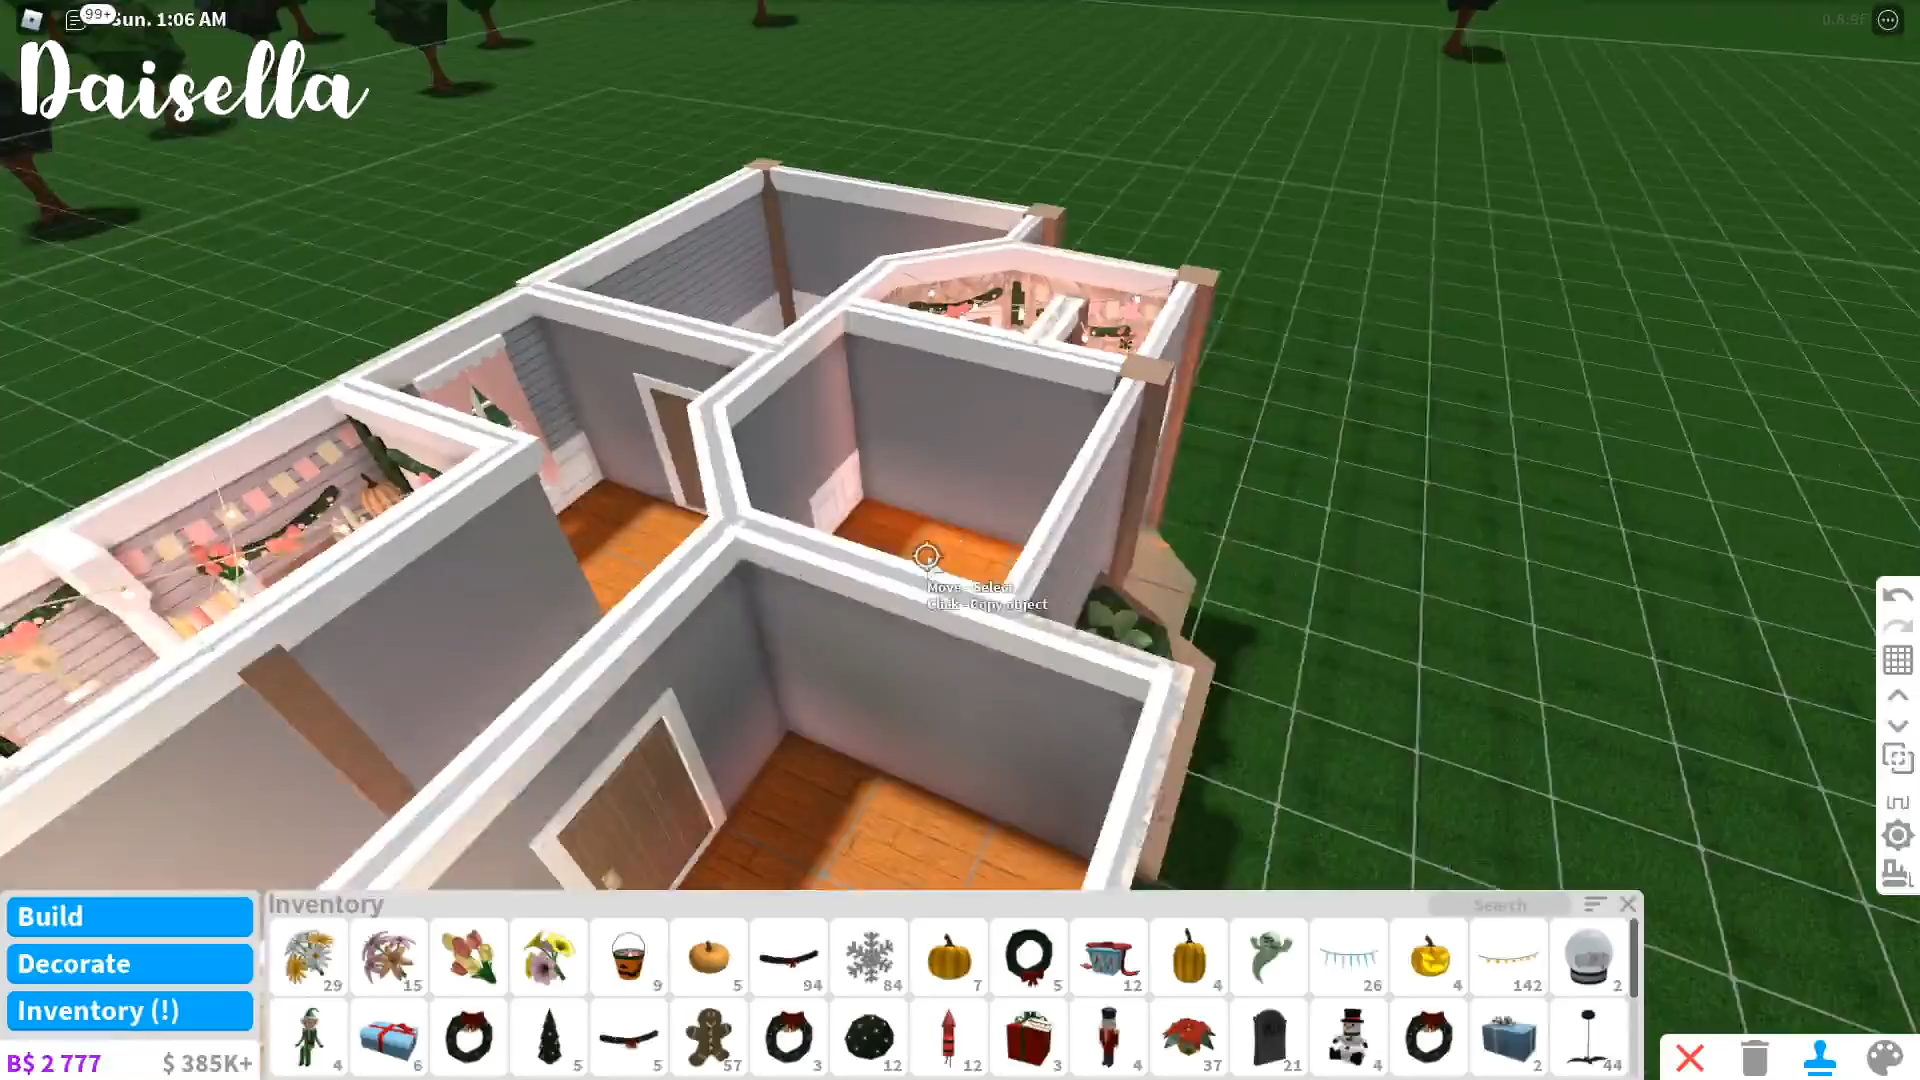 99+
Sun. 1:06 AM
Daisella
Move - Select
Click - Copy object
Build
Decorate
Inventory (!)
B$ 2 777
$ 385K+
Inventory
Search
29
15
9
5
94
84
7
5
12
4
26
4
142
2
4
6
5
5
57
3
12
12
3
4
37
21
4
2
44